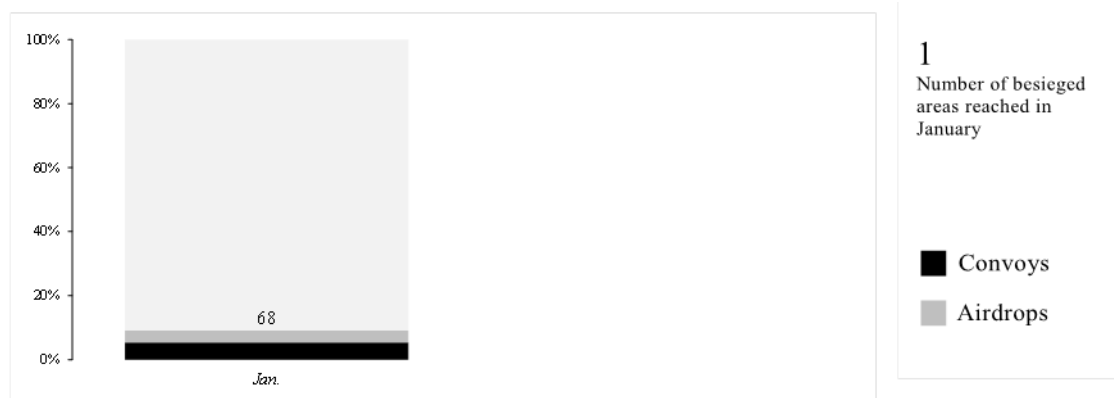 100%
80%
60%
40%
20%
0%
68
Jan.
1
Number of besieged
areas reached in
January
Convoys
Airdrops